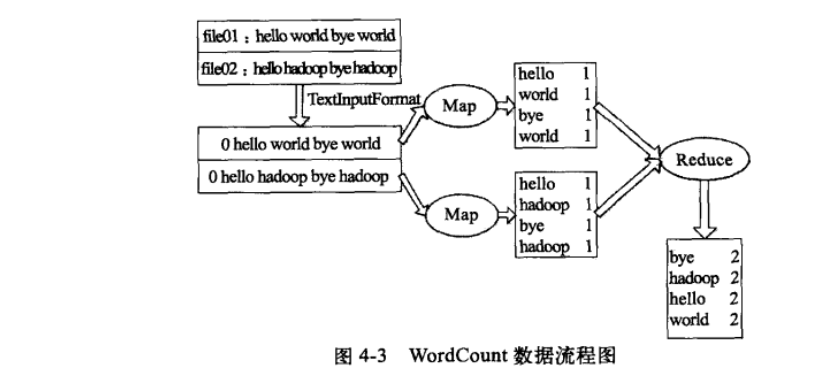 file01：hello world bye world
file02：hello hadoop bye hadoop
TextInputFormat
0 hello world bye world
0 hello hadoop bye hadoop
Map
hello 1
world 1
bye 1
world 1
Map
hello 1
hadoop 1
bye 1
hadoop 1
Reduce
bye 2
hadoop 2
hello 2
world 2
图 4-3 WordCount 数据流程图